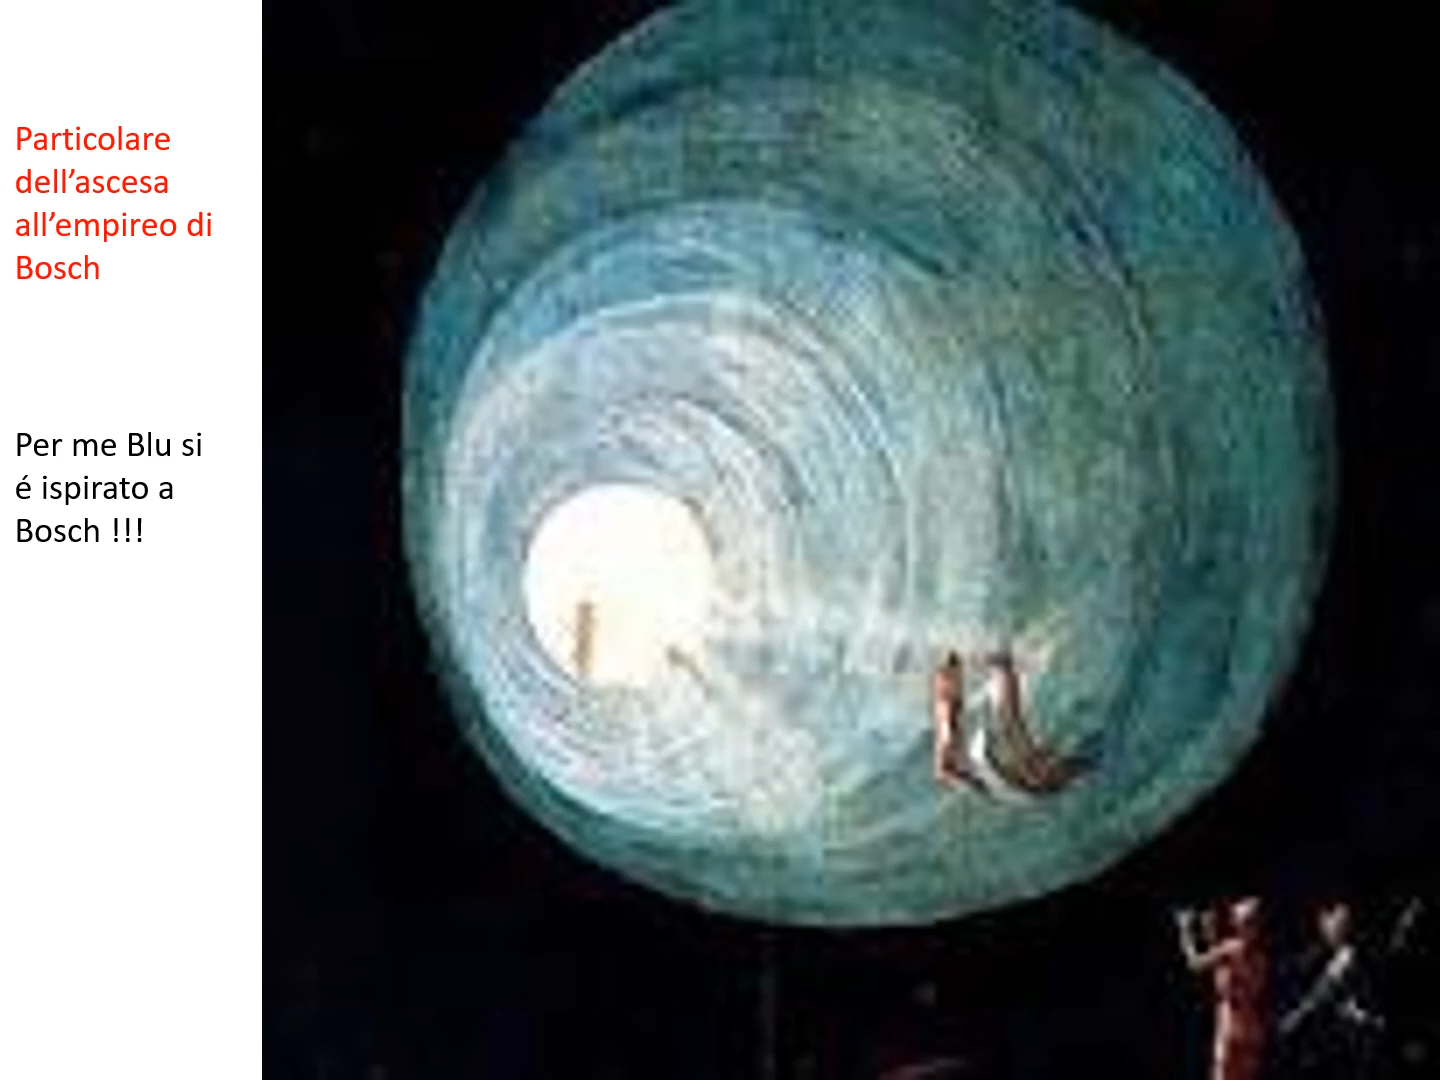 Particolare
dell’ascesa
all’empireo di
Bosch
Per me Blu si
é ispirato a
Bosch !!!